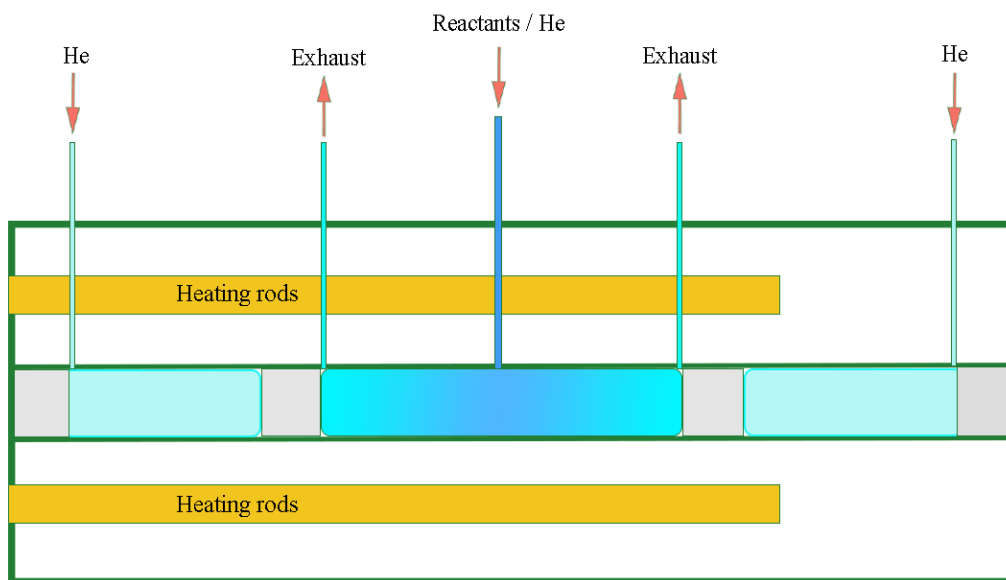 Reactants / He
He
Exhaust
Exhaust
He
Heating rods
Heating rods